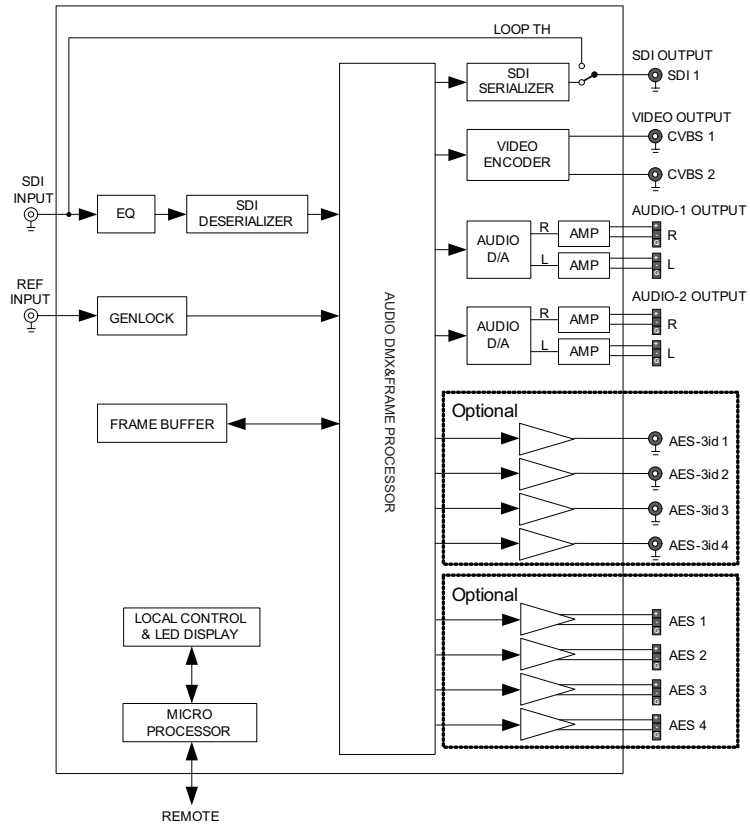 LOOP TH
SDI OUTPUT
SDI 1
SDI
SERIALIZER
VIDEO OUTPUT
CVBS 1
CVBS 2
VIDEO
ENCODER
SDI
INPUT
EQ
SDI
DESERIALIZER
AUDIO-1 OUTPUT
AUDIO
D/A
R
AMP
+
-
G
R
L
AMP
+
-
G
L
REF
INPUT
GENLOCK
AUDIO DMX&FRAME PROCESSOR
AUDIO-2 OUTPUT
AUDIO
D/A
R
AMP
+
-
G
R
L
AMP
+
-
G
L
FRAME BUFFER
Optional
AES-3id 1
AES-3id 2
AES-3id 3
AES-3id 4
Optional
+
-
G
AES 1
+
-
G
AES 2
+
-
G
AES 3
+
-
G
AES 4
LOCAL CONTROL
& LED DISPLAY
MICRO
PROCESSOR
REMOTE